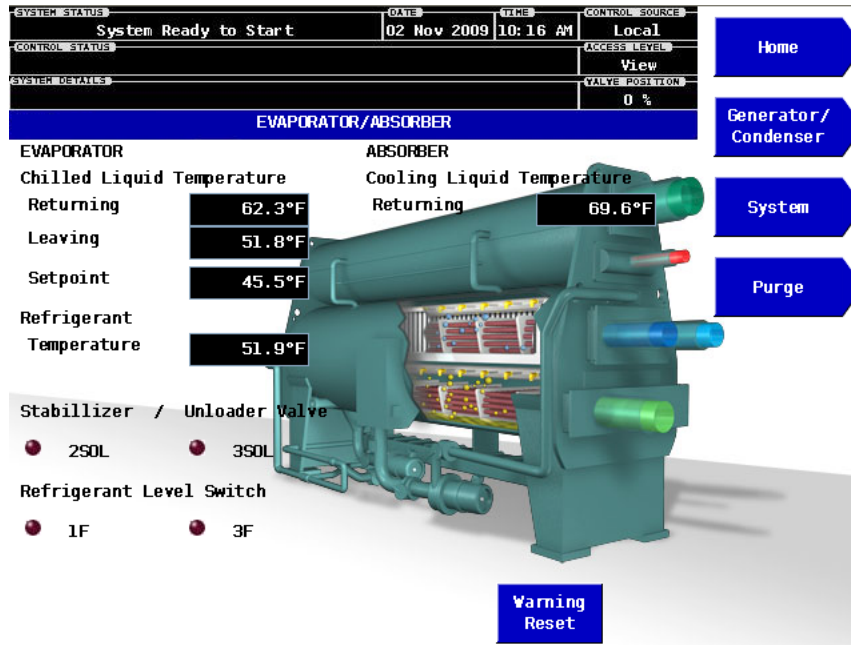 SYSTEM STATUS
System Ready to Start
DATE
02 Nov 2009
TIME
10:16 AM
CONTROL SOURCE
Local
CONTROL STATUS
ACCESS LEVEL
View
SYSTEM DETAILS
VALVE POSITION
0 %
EVAPORATOR/ABSORBER
Home
Generator/
Condenser
System
Purge
EVAPORATOR
Chilled Liquid Temperature
Returning 62.3°F
Leaving 51.8°F
Setpoint 45.5°F
Refrigerant
Temperature 51.9°F
ABSORBER
Cooling Liquid Temperature
Returning 69.6°F
Stabillizer / Unloader Valve
2SOL 3SOL
Refrigerant Level Switch
1F 3F
Warning
Reset